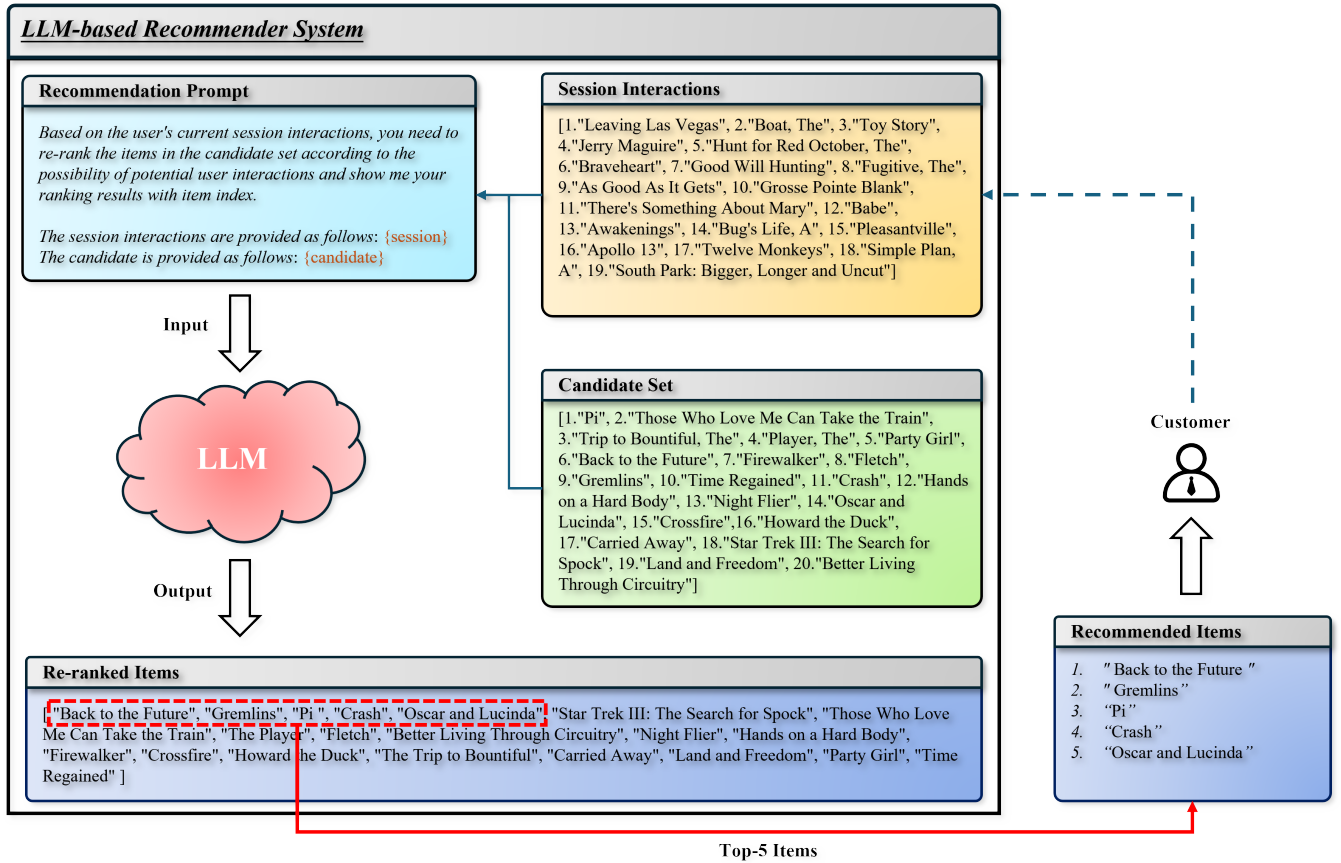 LLM-based Recommender System
Recommendation Prompt
Based on the user's current session interactions, you need to
re-rank the items in the candidate set according to the
possibility of potential user interactions and show me your
ranking results with item index.
The session interactions are provided as follows: {session}
The candidate is provided as follows: {candidate}
Session Interactions
[1."Leaving Las Vegas", 2."Boat, The", 3."Toy Story",
4."Jerry Maguire", 5."Hunt for Red October, The",
6."Braveheart", 7."Good Will Hunting", 8."Fugitive, The",
9."As Good As It Gets", 10."Grosse Pointe Blank",
11."There's Something About Mary", 12."Babe",
13."Awakenings", 14."Bug's Life, A", 15."Pleasantville",
16."Apollo 13", 17."Twelve Monkeys", 18."Simple Plan,
A", 19."South Park: Bigger, Longer and Uncut"]
Input
LLM
Output
Candidate Set
[1."Pi", 2."Those Who Love Me Can Take the Train",
3."Trip to Bountiful, The", 4."Player, The", 5."Party Girl",
6."Back to the Future", 7."Firewalker", 8."Fletch",
9."Gremlins", 10."Time Regained", 11."Crash", 12."Hands
on a Hard Body", 13."Night Flier", 14."Oscar and
Lucinda", 15."Crossfire",16."Howard the Duck",
17."Carried Away", 18."Star Trek III: The Search for
Spock", 19."Land and Freedom", 20."Better Living
Through Circuitry"]
Customer
Re-ranked Items
[ "Back to the Future", "Gremlins", "Pi ", "Crash", "Oscar and Lucinda", "Star Trek III: The Search for Spock", "Those Who Love
Me Can Take the Train", "The Player", "Fletch", "Better Living Through Circuitry", "Night Flier", "Hands on a Hard Body",
"Firewalker", "Crossfire", "Howard the Duck", "The Trip to Bountiful", "Carried Away", "Land and Freedom", "Party Girl", "Time
Regained" ]
Recommended Items
1. " Back to the Future "
2. " Gremlins”
3. “Pi”
4. “Crash”
5. “Oscar and Lucinda”
Top-5 Items